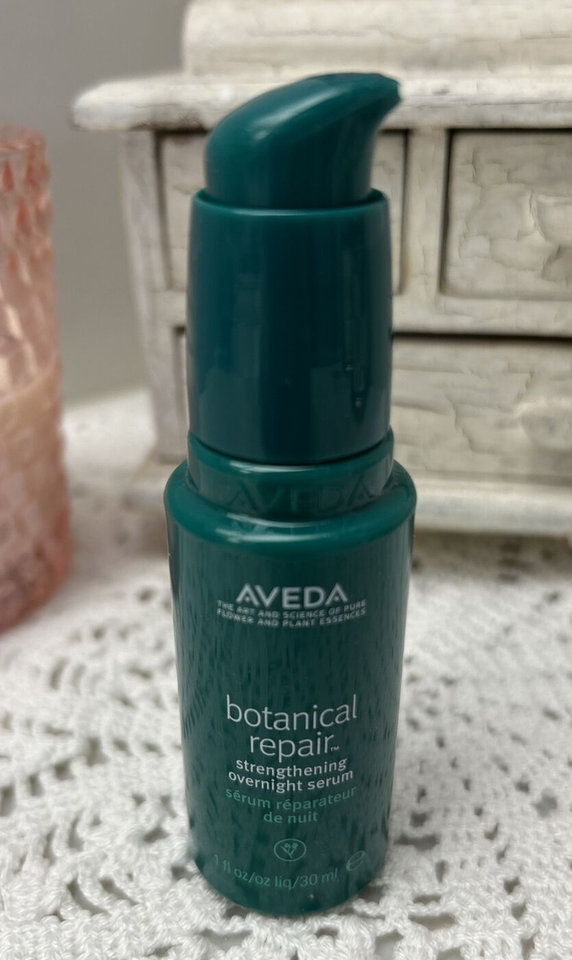 AVEDA
AVEDA
THE ART AND SCIENCE OF PURE
FLOWER AND PLANT ESSENCES
botanical
repair™
strengthening
overnight serum
sérum réparateur
de nuit
1 fl oz/oz liq/30 ml ℮